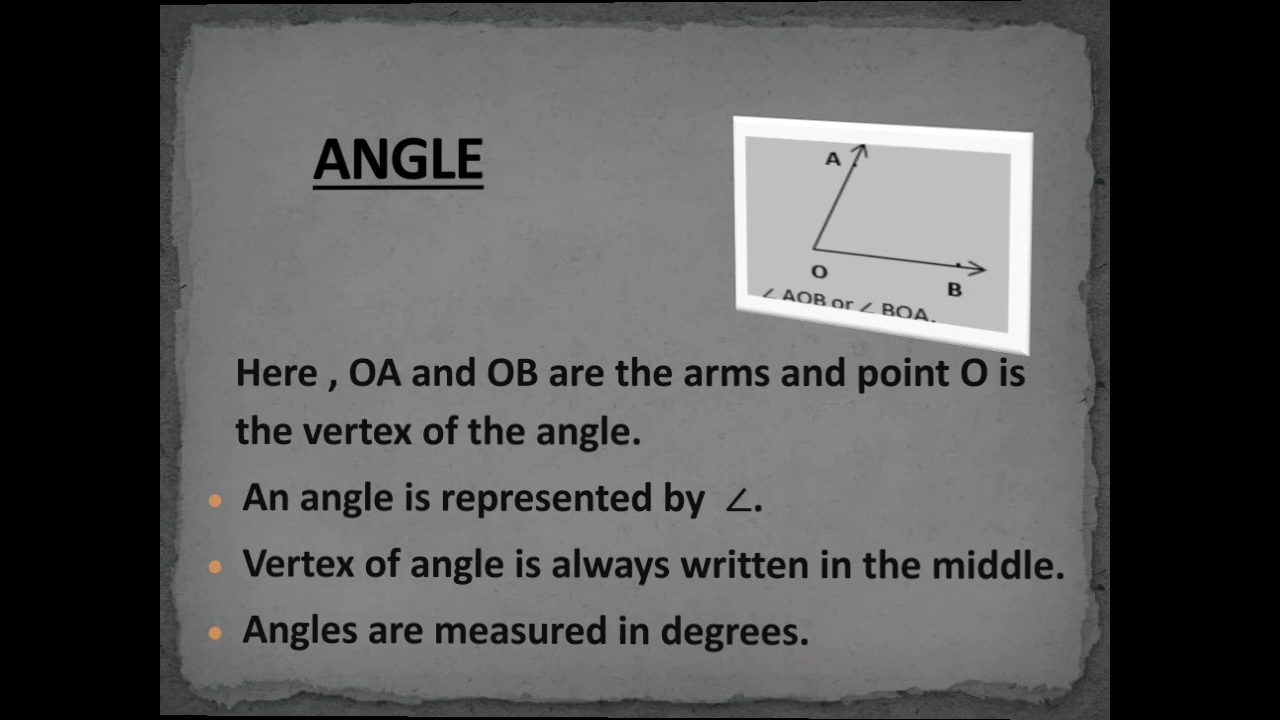 ANGLE
A
O
B
∠ AOB or ∠ BOA.
Here , OA and OB are the arms and point O is
the vertex of the angle.
An angle is represented by ∠.
Vertex of angle is always written in the middle.
Angles are measured in degrees.